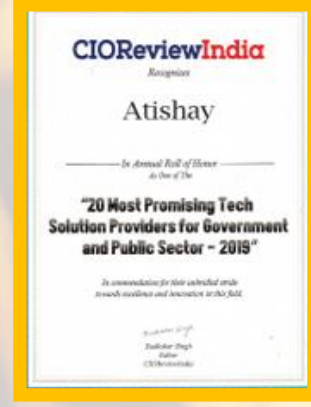 CIOReviewIndia
Recognizes
Atishay
In Annual Roll of Honor
As One of The
"20 Most Promising Tech
Solution Providers for Government
and Public Sector - 2019"
In commendation for their unbridled stride
towards excellence and innovation in this field.
Singh
Editor
CIOReviewIndia